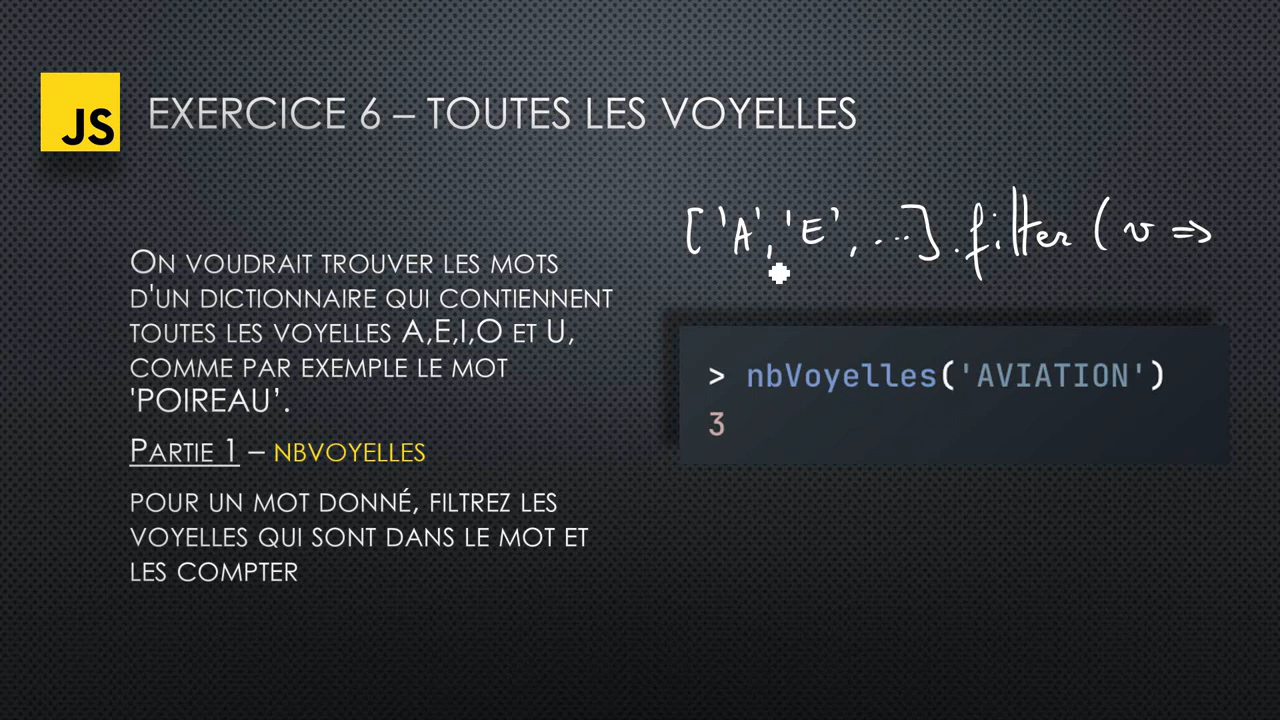 JS
EXERCICE 6 – TOUTES LES VOYELLES
['A','E', ...].filter(v =>
ON VOUDRAIT TROUVER LES MOTS
D'UN DICTIONNAIRE QUI CONTIENNENT
TOUTES LES VOYELLES A,E,I,O ET U,
COMME PAR EXEMPLE LE MOT
'POIREAU’.
PARTIE 1 – NBVOYELLES
POUR UN MOT DONNÉ, FILTREZ LES
VOYELLES QUI SONT DANS LE MOT ET
LES COMPTER
> nbVoyelles('AVIATION')
3